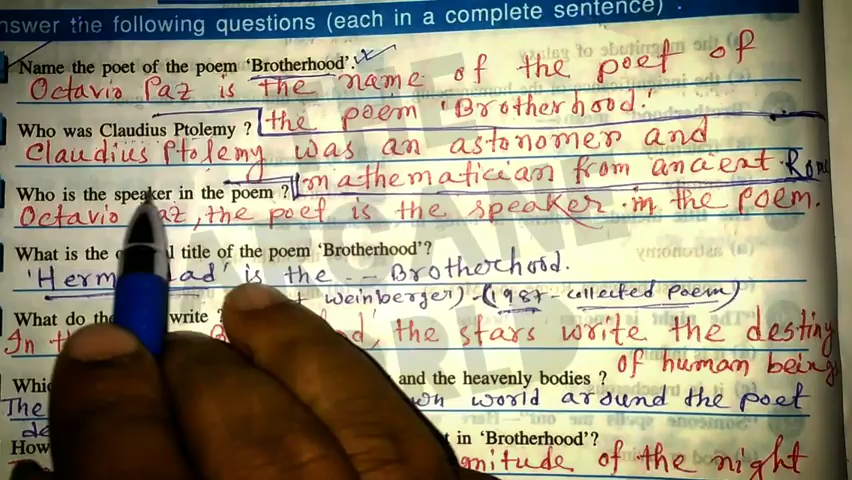 nswer the following questions (each in a complete sentence) .
Name the poet of the poem 'Brotherhood'.
Octavio Paz is the name of the poet of
the poem 'Brotherhood.'
Who was Claudius Ptolemy ?
Claudius Ptolemy was an astonomer and
mathematician from ancient Rome
Who is the speaker in the poem ?
Octavio Paz, the poet is the speaker in the poem.
What is the title of the poem 'Brotherhood'?
'Herm ad' is the -- Brotherhood.
Weinberger) - (1987 - collected Poem)
What do the write ?
In the the stars write the destiny
of human beings
Whic and the heavenly bodies ?
The wn world around the poet
de
How t in 'Brotherhood'?
gnitude of the night